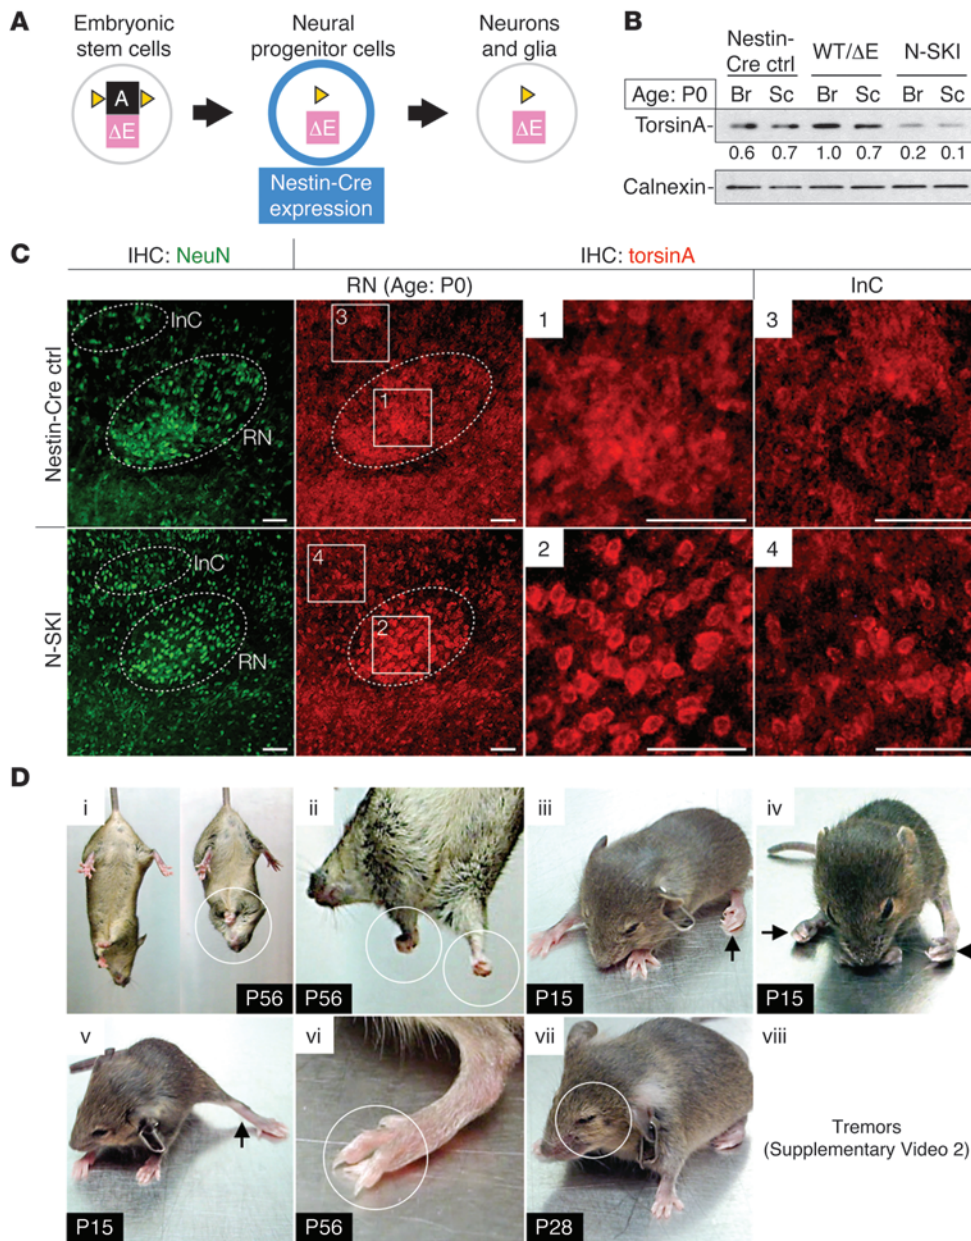 A
Embryonic
stem cells
Neural
progenitor cells
Neurons
and glia
A
ΔE
ΔE
ΔE
Nestin-Cre
expression
B
Nestin-
Cre ctrl
WT/ΔE
N-SKI
Age: P0
Br Sc Br Sc Br Sc
TorsinA-
0.6 0.7 1.0 0.7 0.2 0.1
Calnexin-
C
IHC: NeuN
IHC: torsinA
RN (Age: P0)
InC
Nestin-Cre ctrl
InC
RN
3
1
1
3
N-SKI
InC
RN
4
2
2
4
D
i
P56
ii
P56
iii
P15
iv
P15
v
P15
vi
P56
vii
P28
viii
Tremors
(Supplementary Video 2)